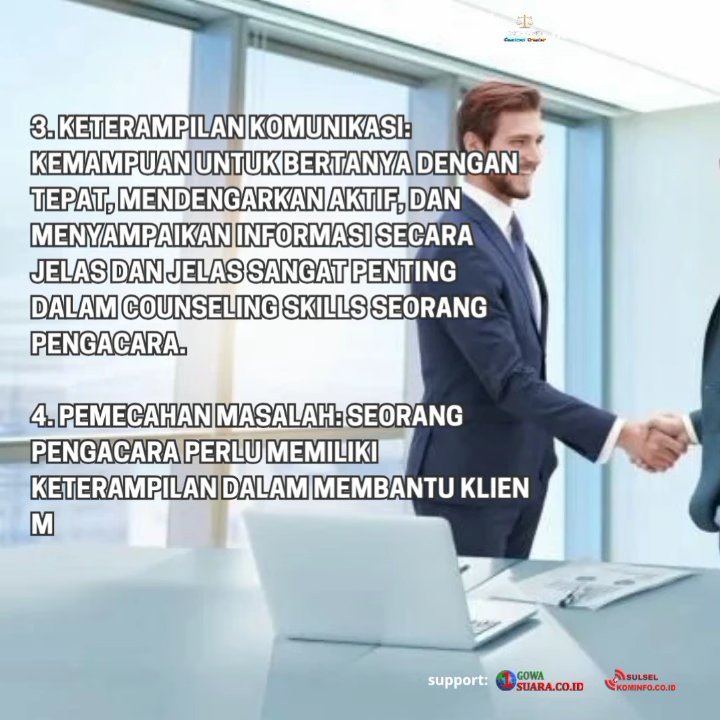 3. KETERAMPILAN KOMUNIKASI:
KEMAMPUAN UNTUK BERTANYA DENGAN
TEPAT, MENDENGARKAN AKTIF, DAN
MENYAMPAIKAN INFORMASI SECARA
JELAS DAN JELAS SANGAT PENTING
DALAM COUNSELING SKILLS SEORANG
PENGACARA.
4. PEMECAHAN MASALAH: SEORANG
PENGACARA PERLU MEMILIKI
KETERAMPILAN DALAM MEMBANTU KLIEN
M
support: GOWA
SUARA.CO.ID
SULSEL
KOMINFO.CO.ID